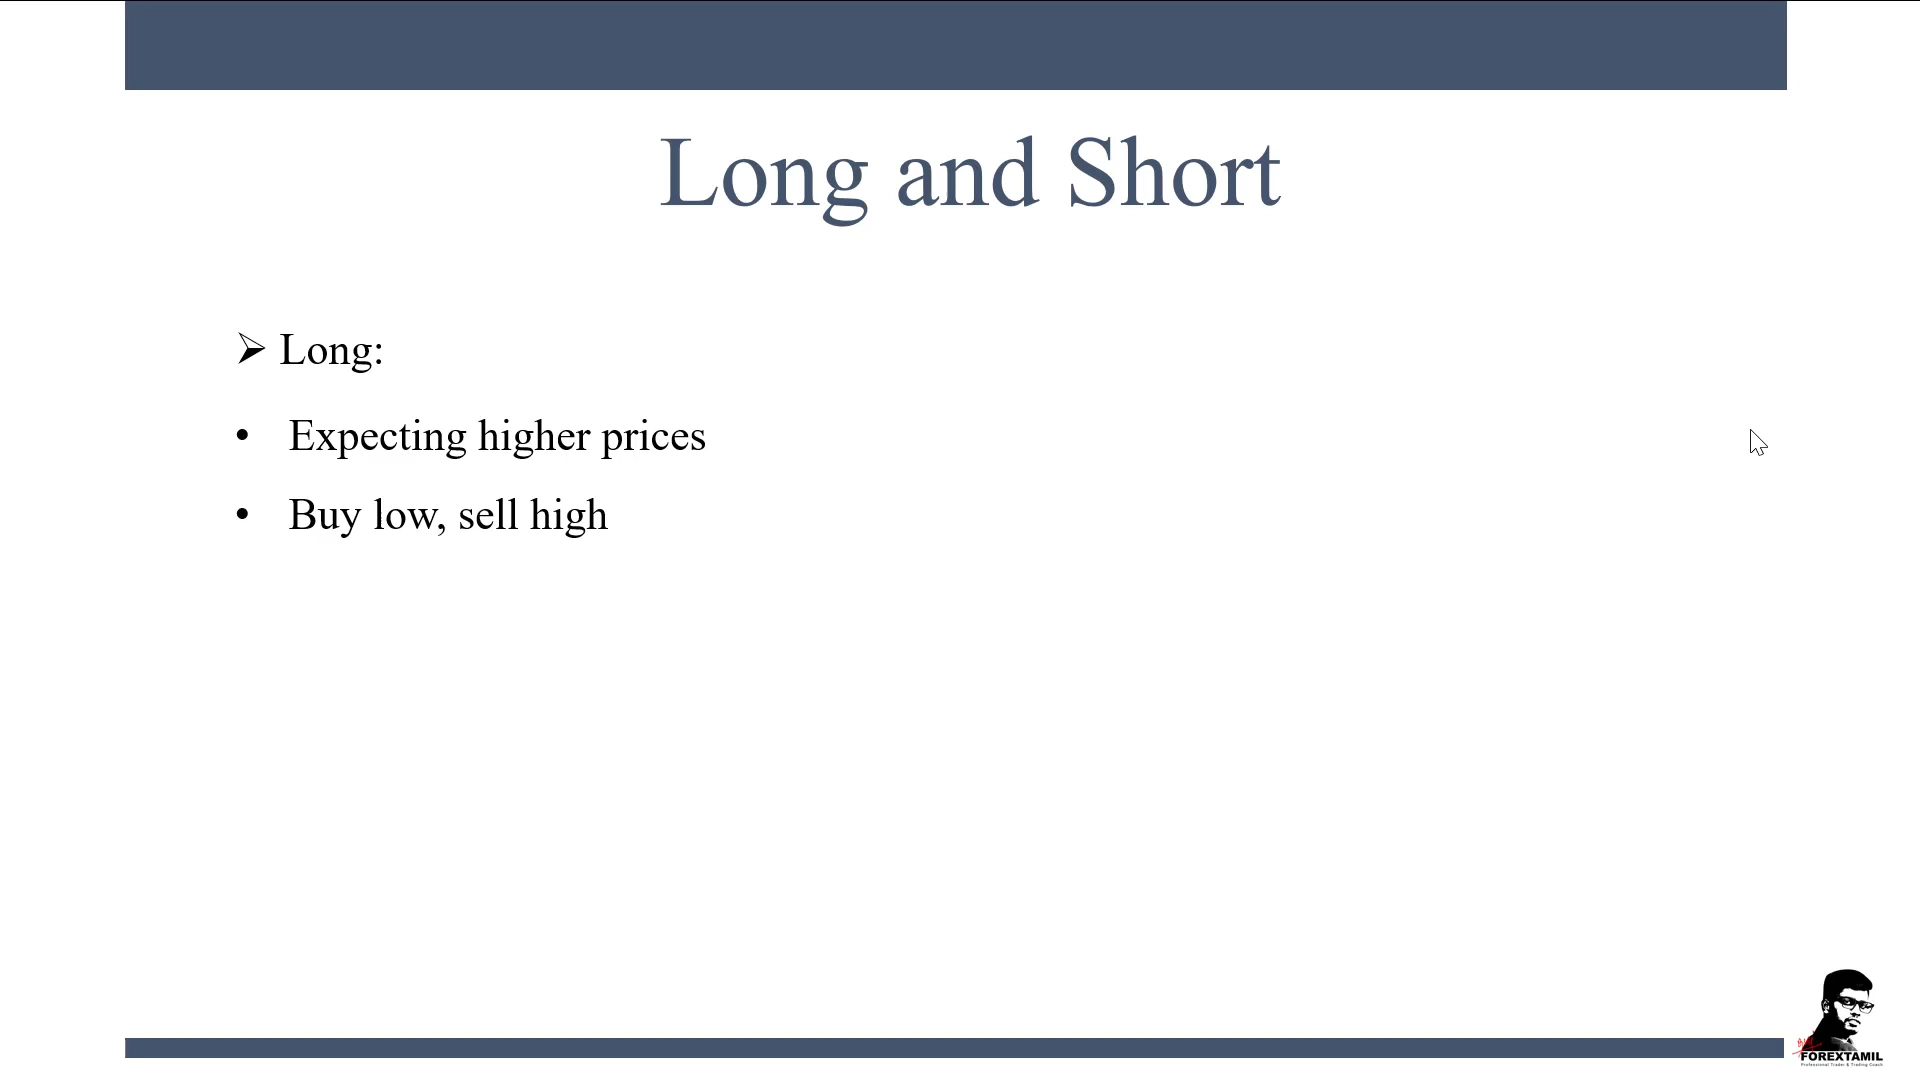 Long and Short
➢ Long:
• Expecting higher prices
• Buy low, sell high
FOREXTAMIL
Professional Trader & Trading Coach